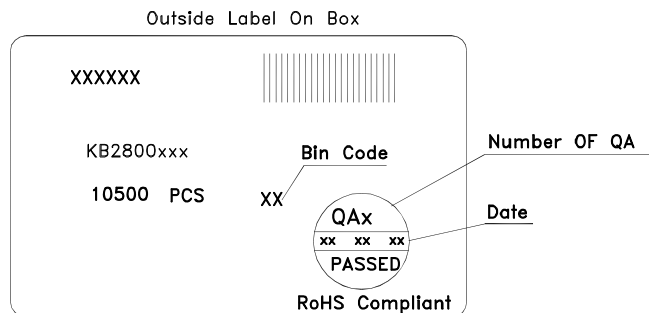 Outside Label On Box
XXXXXX
KB2800xxx
Bin Code
Number OF QA
10500 PCS
XX
QAx
Date
xx xx xx
PASSED
RoHS Compliant